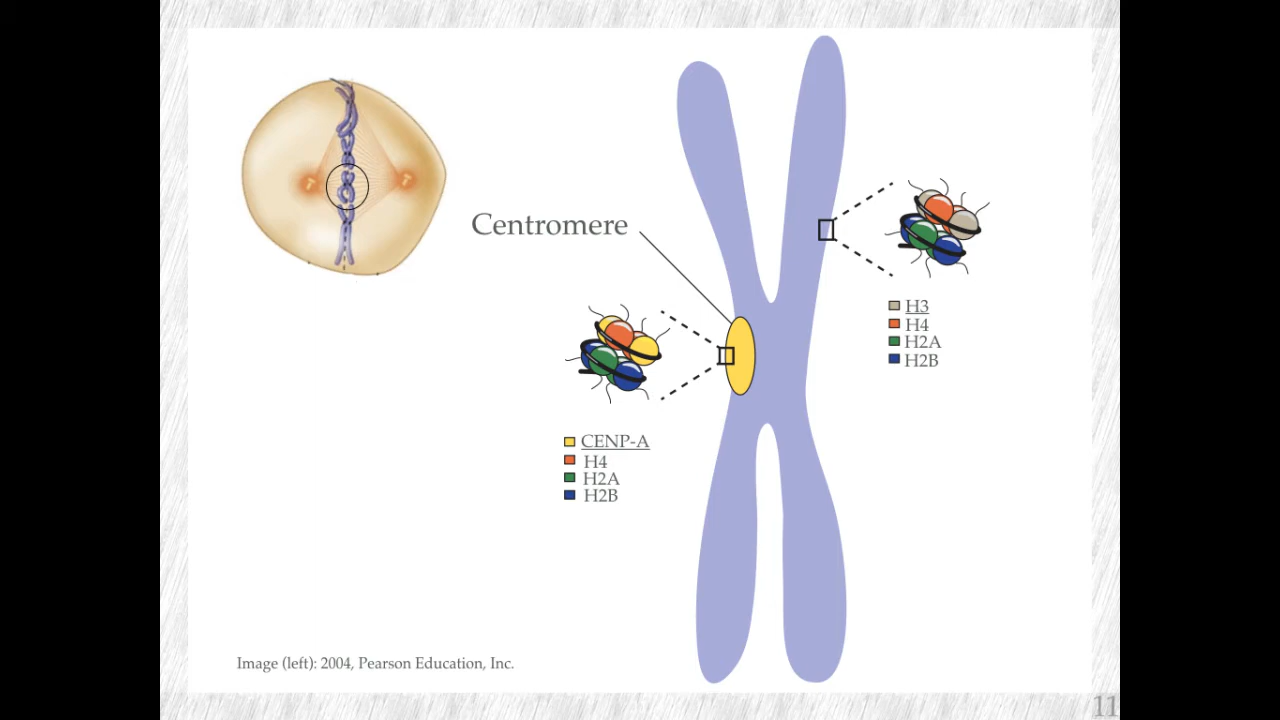 Centromere
H3
H4
H2A
H2B
CENP-A
H4
H2A
H2B
Image (left): 2004, Pearson Education, Inc.
11